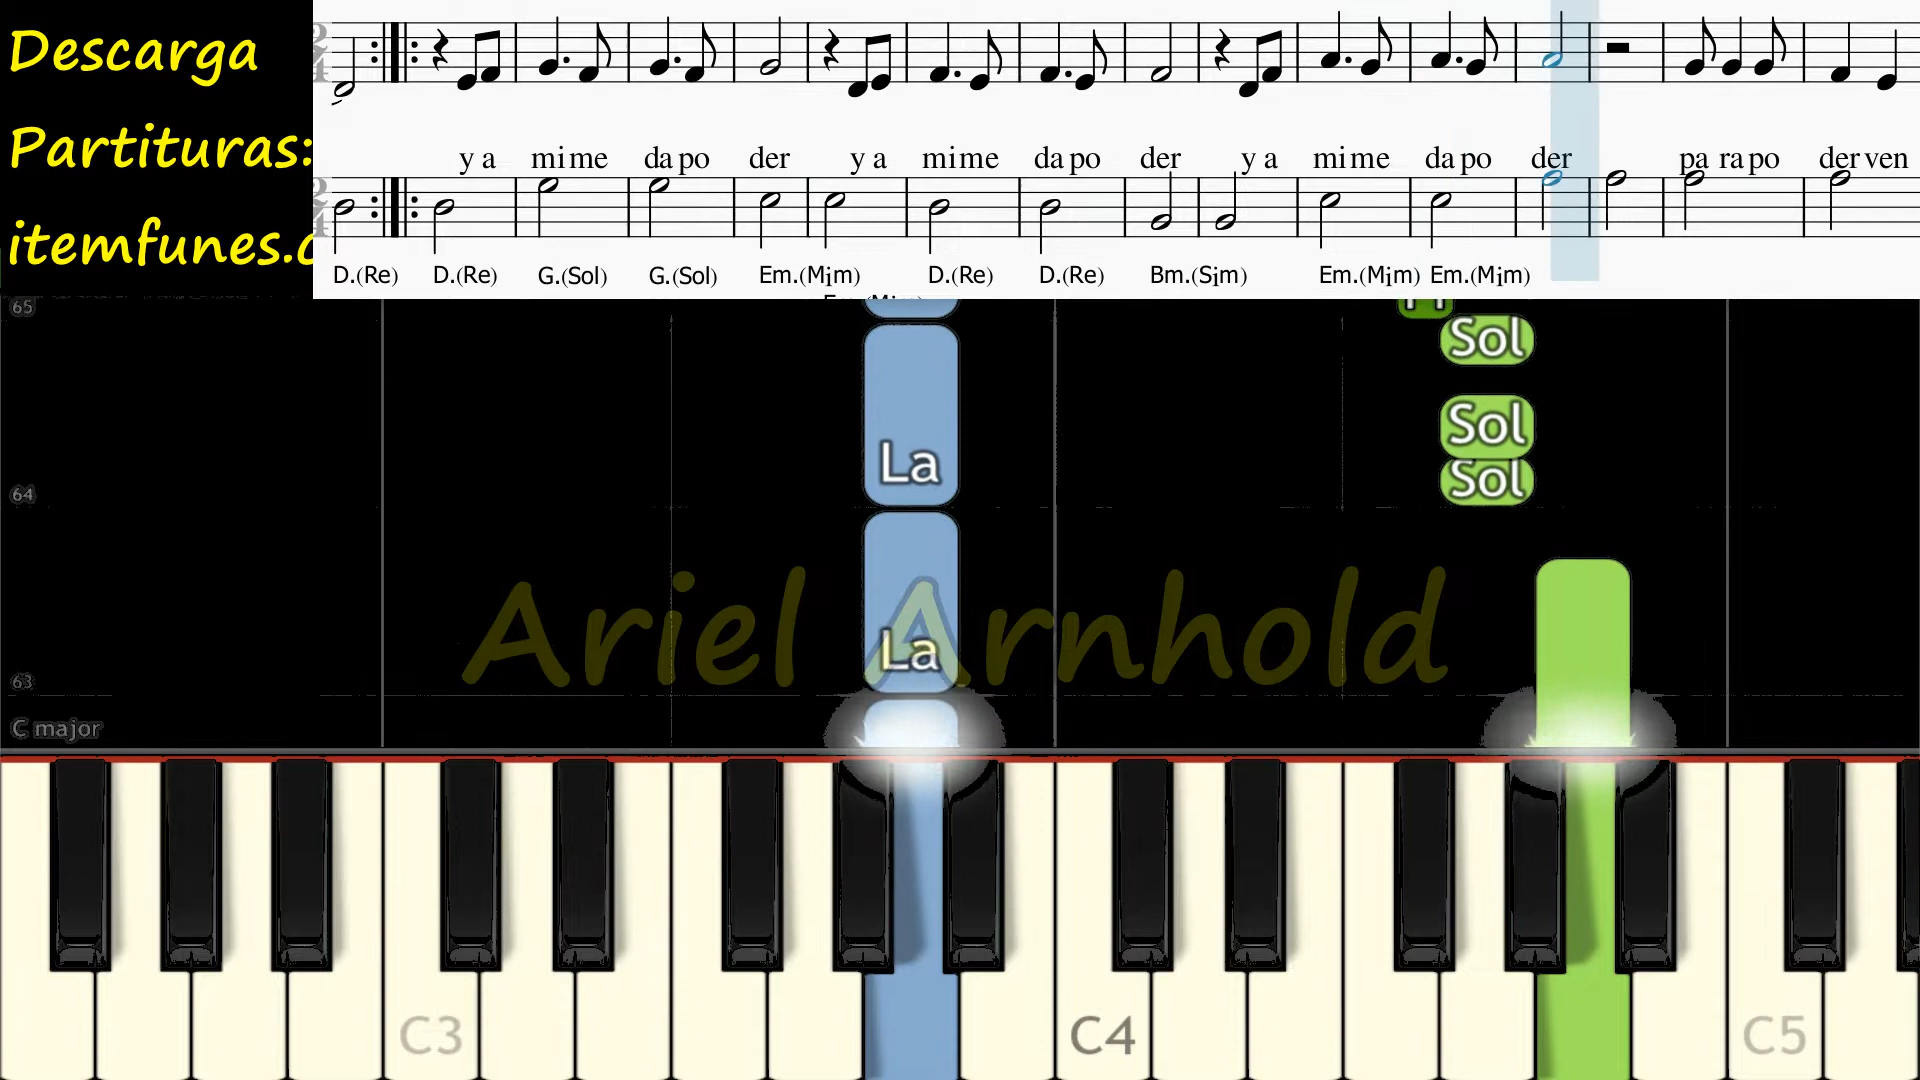 Descarga
Partituras:
itemfunes.c
y a mi me da po der y a mi me da po der y a mi me da po der pa ra po der ven
D.(Re) D.(Re) G.(Sol) G.(Sol) Em.(Mim) D.(Re) D.(Re) Bm.(Sim) Em.(Mim) Em.(Mim)
65
Sol
Sol
La
Sol
64
Ariel Arnhold
La
63
C major
C3
C4
C5